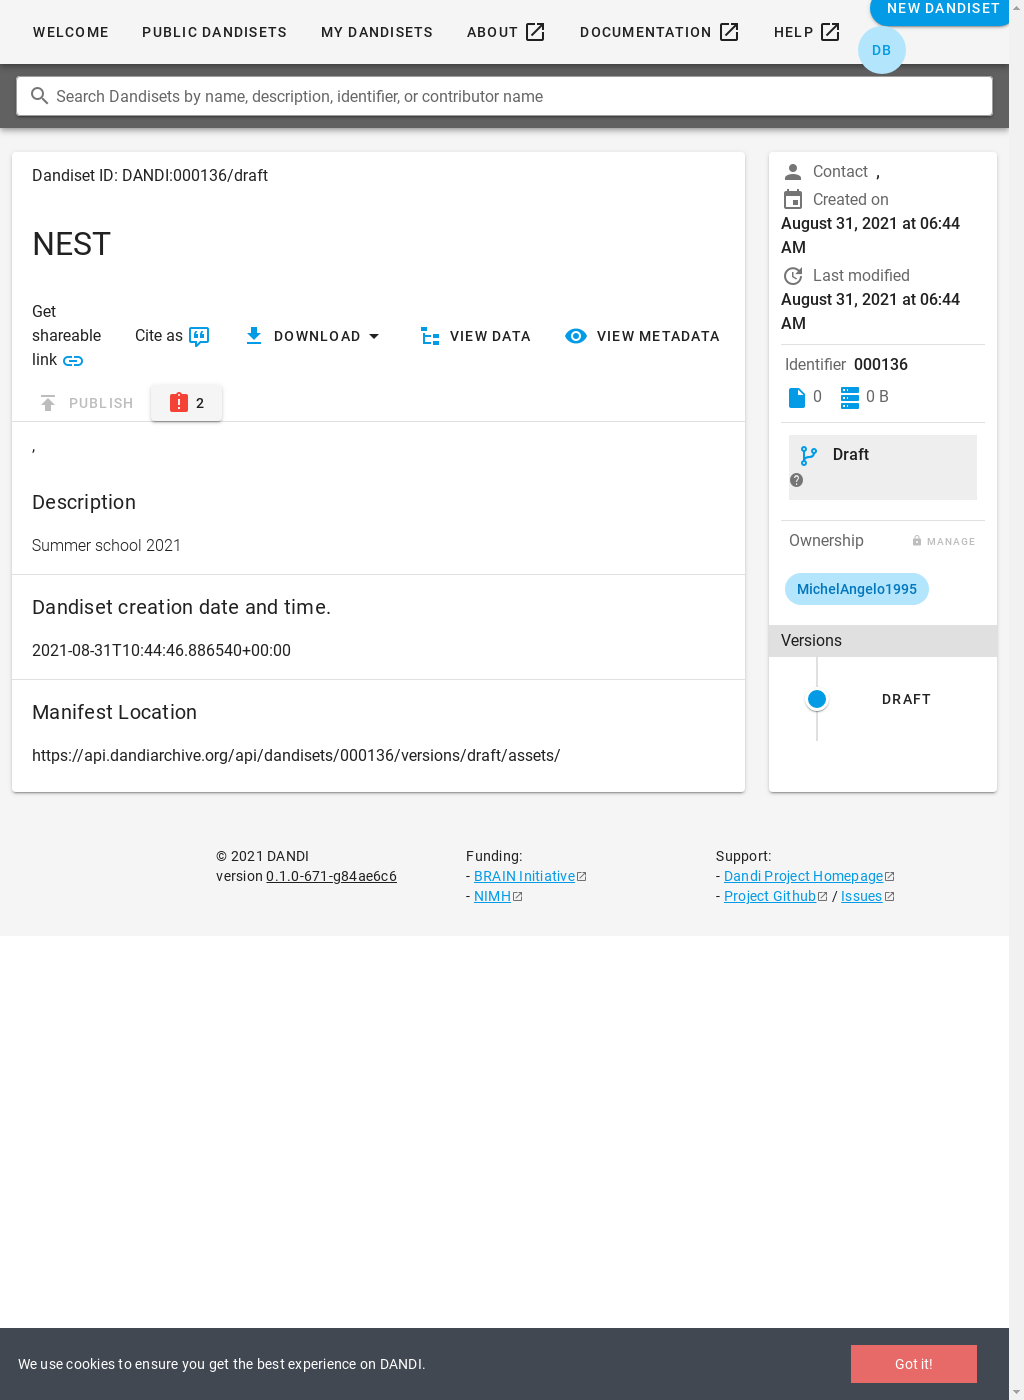 WELCOME
PUBLIC DANDISETS
MY DANDISETS
ABOUT
DOCUMENTATION
HELP
NEW DANDISET
DB
Search Dandisets by name, description, identifier, or contributor name
Dandiset ID: DANDI:000136/draft
NEST
Get
shareable
link
Cite as
DOWNLOAD
VIEW DATA
VIEW METADATA
PUBLISH
2
,
Description
Summer school 2021
Dandiset creation date and time.
2021-08-31T10:44:46.886540+00:00
Manifest Location
https://api.dandiarchive.org/api/dandisets/000136/versions/draft/assets/
Contact ,
Created on
August 31, 2021 at 06:44
AM
Last modified
August 31, 2021 at 06:44
AM
Identifier 000136
0
0 B
Draft
Ownership
MANAGE
MichelAngelo1995
Versions
DRAFT
© 2021 DANDI
version 0.1.0-671-g84ae6c6
Funding:
- BRAIN Initiative
- NIMH
Support:
- Dandi Project Homepage
- Project Github / Issues
We use cookies to ensure you get the best experience on DANDI.
Got it!